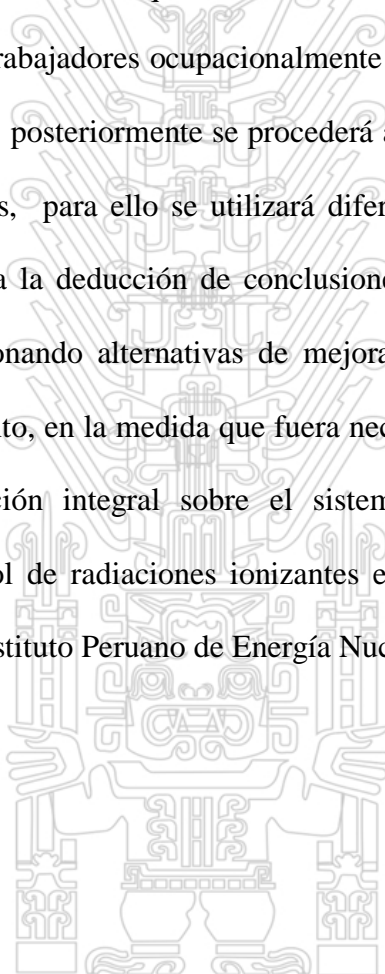 rabajadores ocupacionalmente
posteriormente se procederá a
s, para ello se utilizará difer
a la deducción de conclusione
onando alternativas de mejora
to, en la medida que fuera nec
ción integral sobre el sistem
ol de radiaciones ionizantes e
stituto Peruano de Energía Nuc